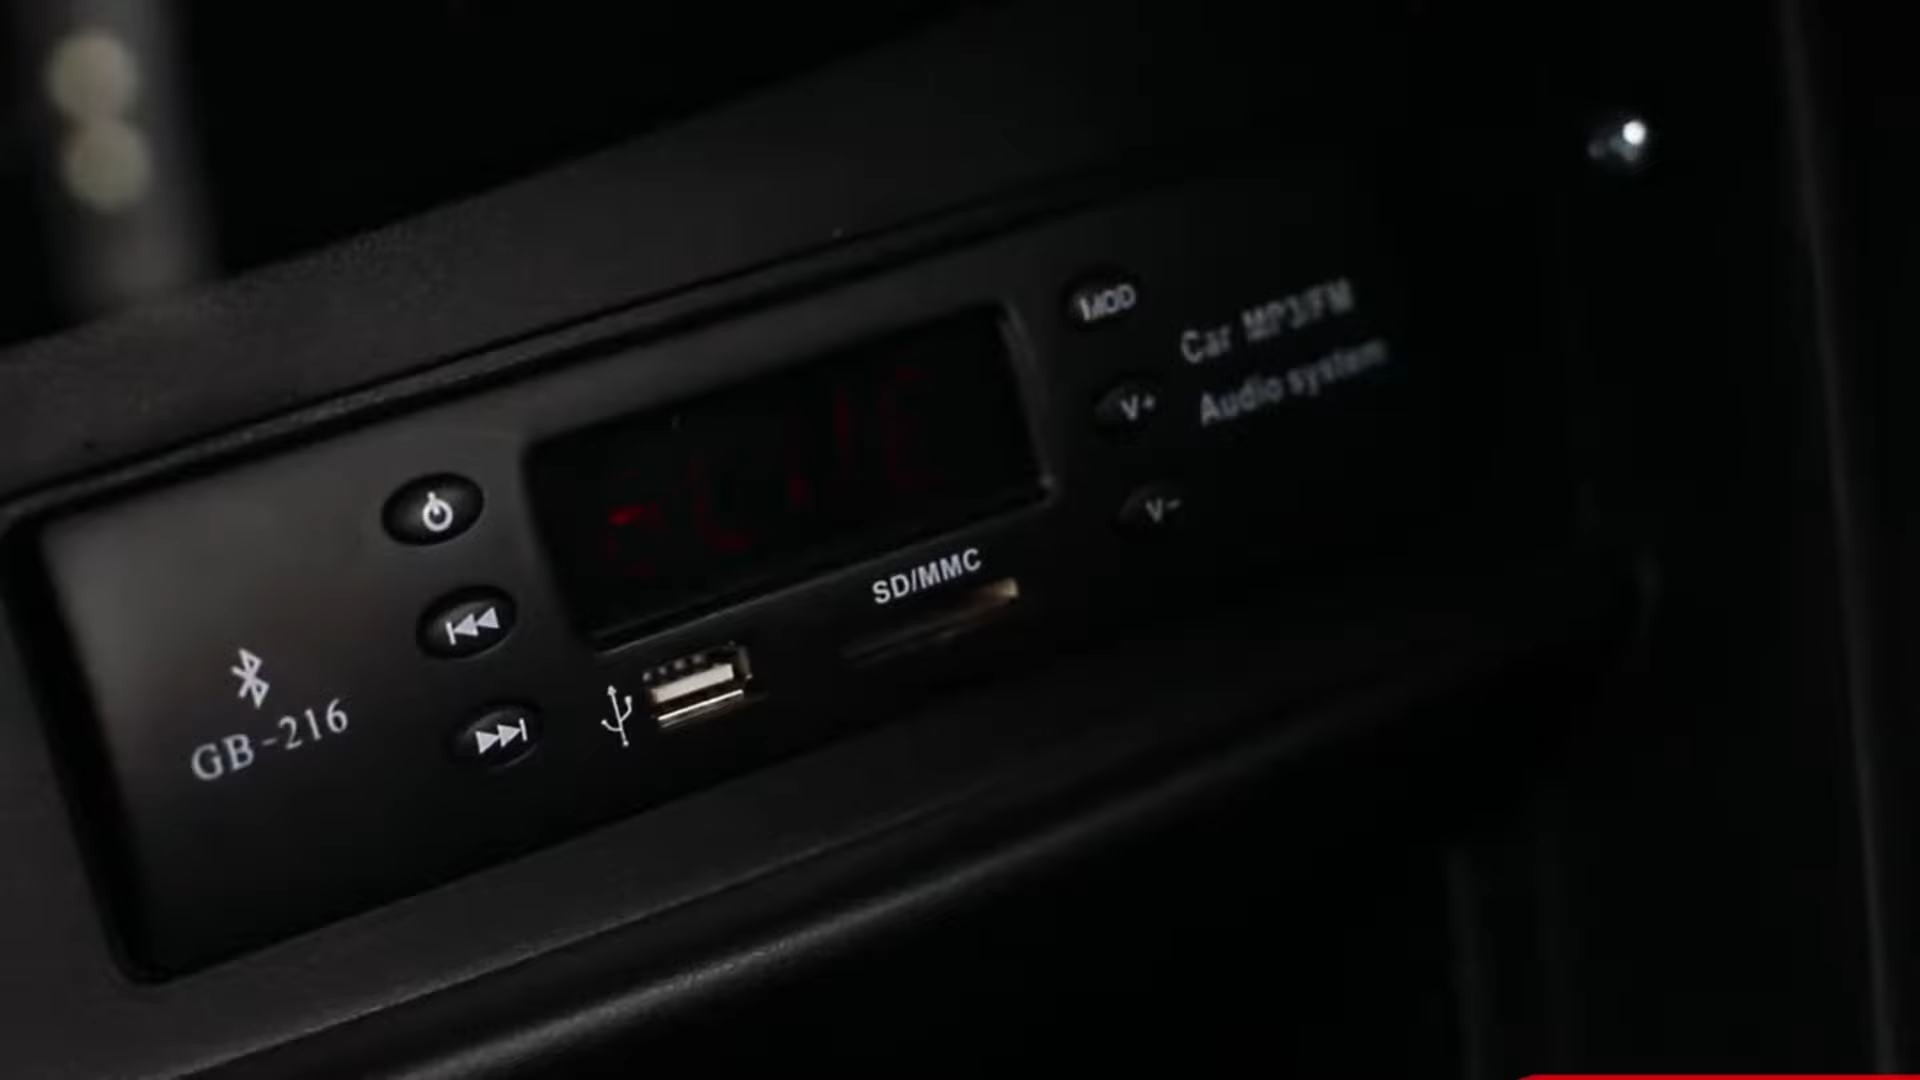 MOD
Car MP3/FM
V+
Audio system
V-
SD/MMC
GB-216